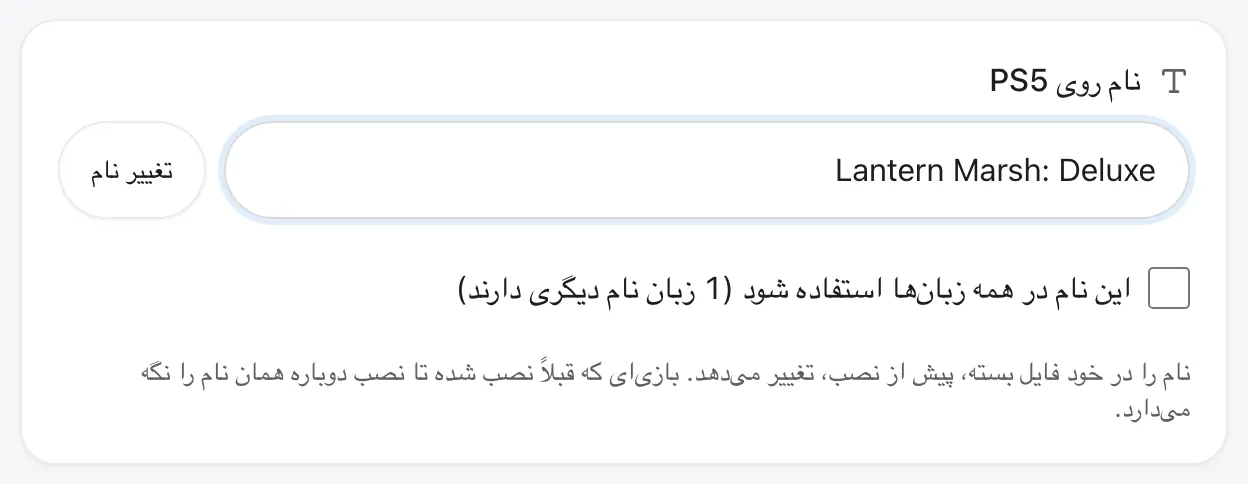 نام روی PS5
Lantern Marsh: Deluxe
تغییر نام
این نام در همه زبان‌ها استفاده شود (1 زبان نام دیگری دارند)
نام را در خود فایل بسته، پیش از نصب، تغییر می‌دهد. بازی‌ای که قبلاً نصب شده تا نصب دوباره همان نام را نگه
می‌دارد.